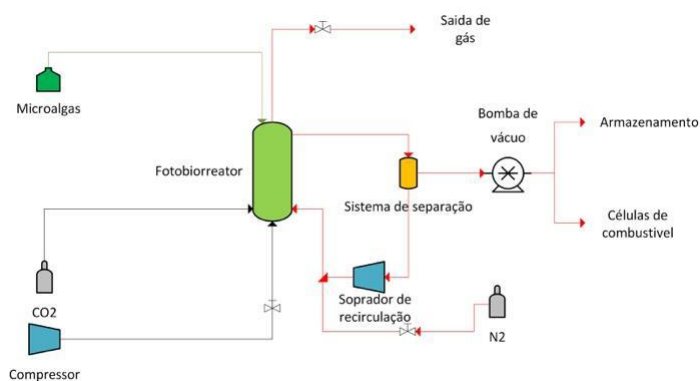 Saida de
gás
Microalgas
Bomba de
vácuo
Armazenamento
Fotobiorreator
Sistema de separação
Células de
combustivel
CO2
Soprador de
recirculação
N2
Compressor